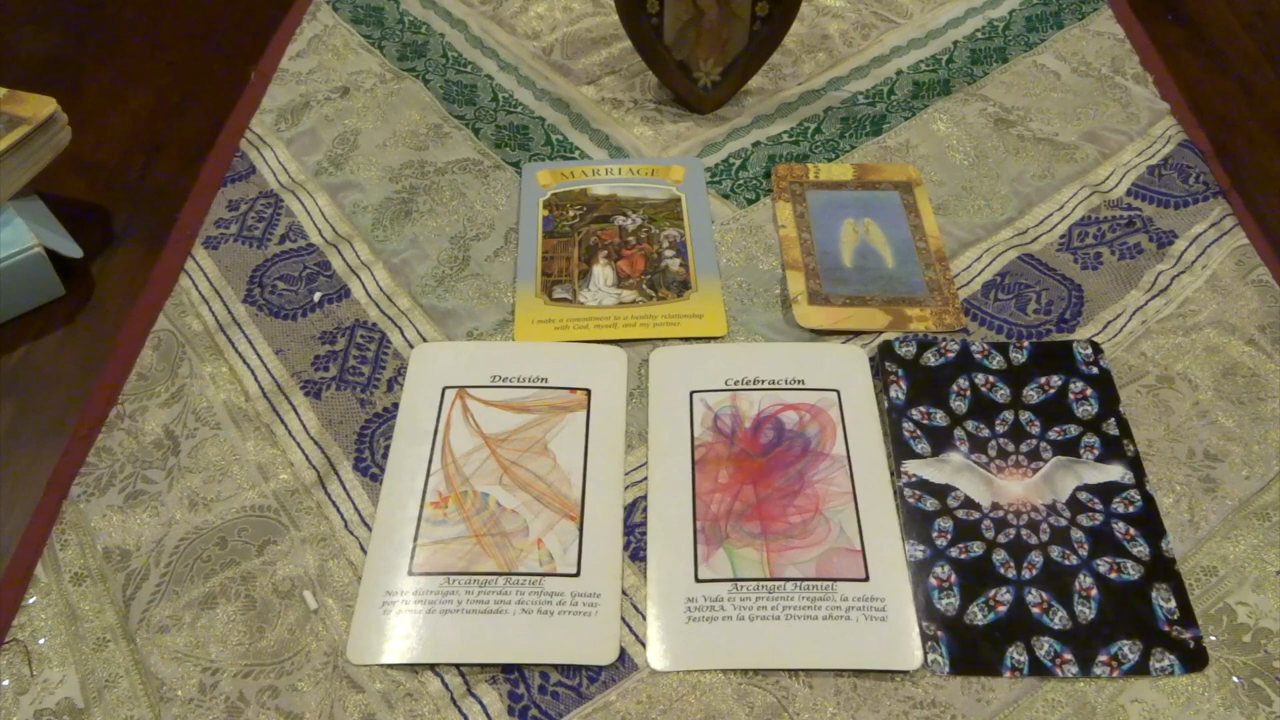 MARRIAGE
I make a commitment to a healthy relationship
with God, myself, and my partner.
Decisión
Arcángel Raziel:
No te distraigas, ni pierdas tu enfoque. Guiate
por tu intucion y toma una decisión de la vas-
ta gama de oportunidades. ¡ No hay errores !
Celebración
Arcángel Haniel:
Mi Vida es un presente (regalo), la celebro
AHORA. Vivo en el presente con gratitud.
Festejo en la Gracia Divina ahora. ¡ Viva!